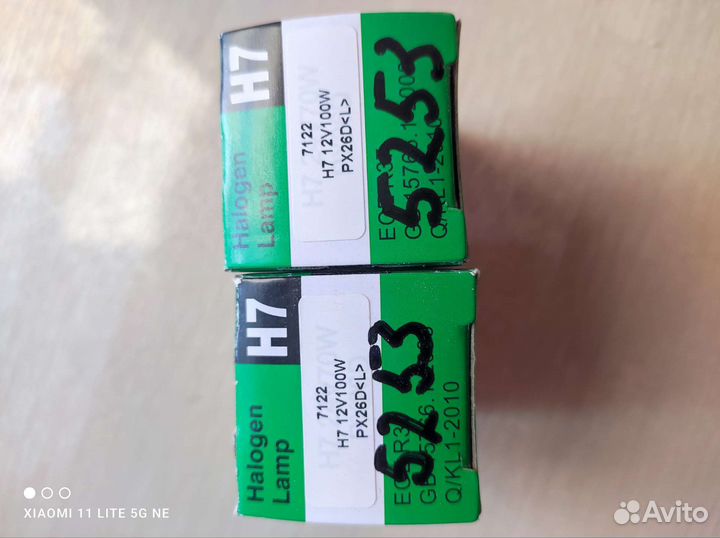 H7
Halogen
Lamp
7122
H7 12V100W
PX26D<L>
5253
H7
Halogen
Lamp
7122
H7 12V100W
PX26D<L>
5253
Q/KL1-2010
XIAOMI 11 LITE 5G NE
Avito